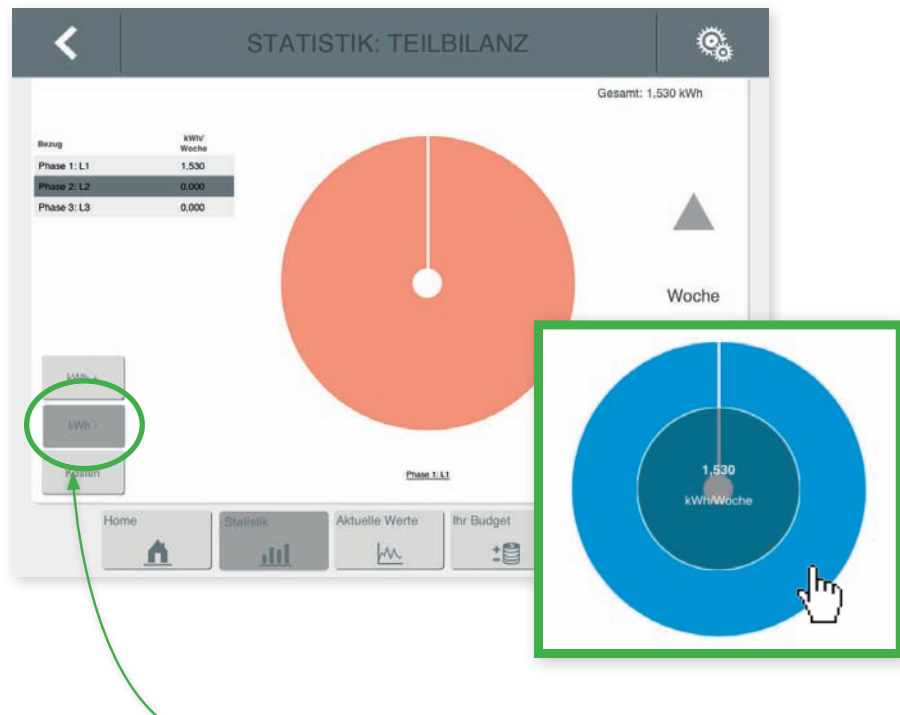 STATISTIK: TEILBILANZ
Gesamt: 1,530 kWh
Bezug
kWh/
Woche
Phase 1: L1 1,530
Phase 2: L2 0,000
Phase 3: L3 0,000
Woche
kWh +
kWh -
Kosten
Phase 1: L1
Home
Statistik
Aktuelle Werte
Ihr Budget
1,530
kWh/Woche